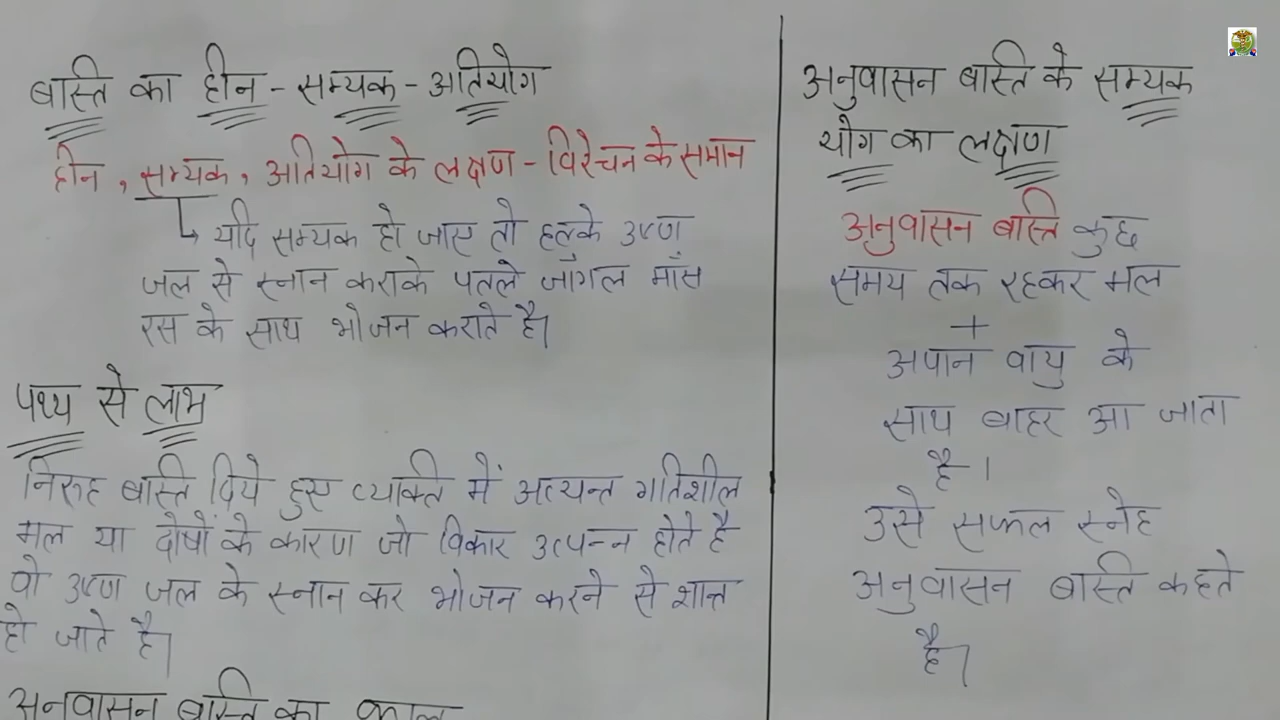 बस्ति का हीन - सम्यक - अतियोग
हीन, सम्यक, अतियोग के लक्षण - विरेचन के समान
↳ यदि सम्यक हो जाए तो हल्के उष्ण
जल से स्नान कराके पतले जाँगल माँस
रस के साथ भोजन कराते है।
पथ्य से लाभ
निरुह बस्ति दिये हुए व्यक्ति में अत्यन्त गतिशील
मल या दोषों के कारण जो विकार उत्पन्न होते है
वो उष्ण जल के स्नान कर भोजन करने से शान्त
हो जाते है।
अनुवासन बस्ति का काल
अनुवासन बस्ति के सम्यक
योग का लक्षण
अनुवासन बस्ति कुछ
समय तक रहकर मल
+
अपान वायु के
साथ बाहर आ जाता
है।
उसे सफल स्नेह
अनुवासन बस्ति कहते
है।